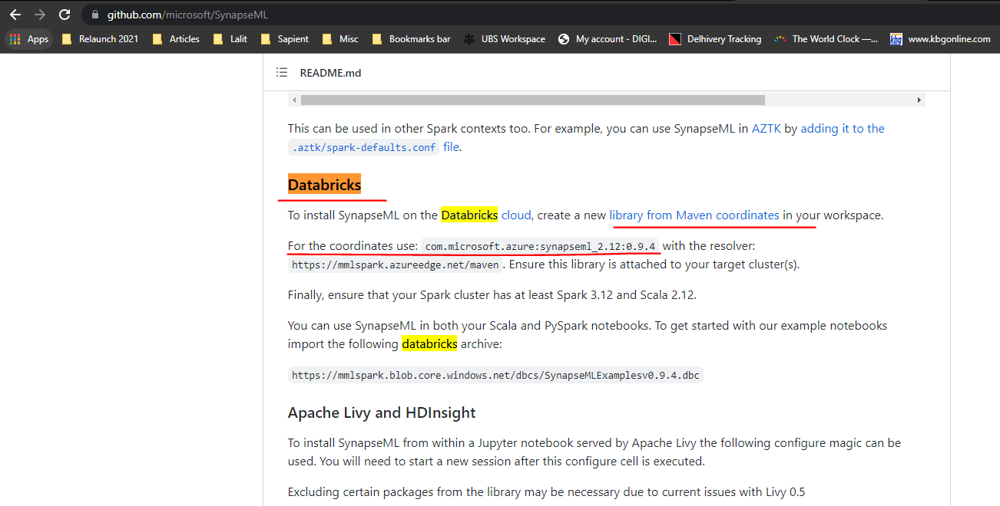 github.com/microsoft/SynapseML
Apps Relaunch 2021 Articles Lalit Sapient Misc Bookmarks bar UBS Workspace My account - DIGI... Delhivery Tracking The World Clock —... kbg www.kbgonline.com
README.md
This can be used in other Spark contexts too. For example, you can use SynapseML in AZTK by adding it to the
.aztk/spark-defaults.conf file.
Databricks
To install SynapseML on the Databricks cloud, create a new library from Maven coordinates in your workspace.
For the coordinates use: com.microsoft.azure:synapseml_2.12:0.9.4 with the resolver:
https://mmlspark.azureedge.net/maven. Ensure this library is attached to your target cluster(s).
Finally, ensure that your Spark cluster has at least Spark 3.12 and Scala 2.12.
You can use SynapseML in both your Scala and PySpark notebooks. To get started with our example notebooks
import the following databricks archive:
https://mmlspark.blob.core.windows.net/dbcs/SynapseMLExamplesv0.9.4.dbc
Apache Livy and HDInsight
To install SynapseML from within a Jupyter notebook served by Apache Livy the following configure magic can be
used. You will need to start a new session after this configure cell is executed.
Excluding certain packages from the library may be necessary due to current issues with Livy 0.5